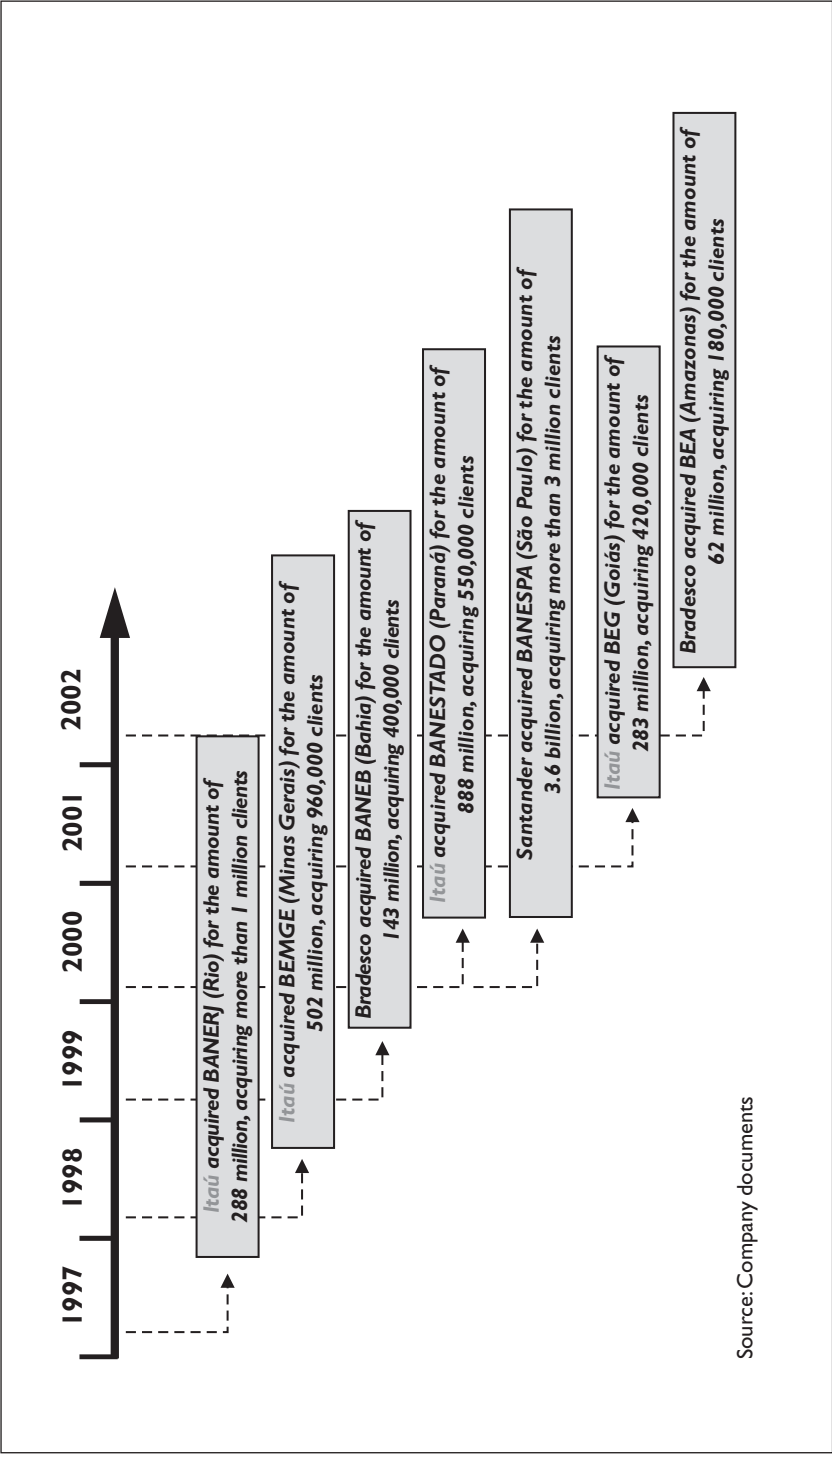 1997 1998 1999 2000 2001 2002
Itaú acquired BANERJ (Rio) for the amount of
288 million, acquiring more than 1 million clients
Itaú acquired BEMGE (Minas Gerais) for the amount of
502 million, acquiring 960,000 clients
Bradesco acquired BANEB (Bahia) for the amount of
143 million, acquiring 400,000 clients
Itaú acquired BANESTADO (Paraná) for the amount of
888 million, acquiring 550,000 clients
Santander acquired BANESPA (São Paulo) for the amount of
3.6 billion, acquiring more than 3 million clients
Itaú acquired BEG (Goiás) for the amount of
283 million, acquiring 420,000 clients
Bradesco acquired BEA (Amazonas) for the amount of
62 million, acquiring 180,000 clients
Source: Company documents